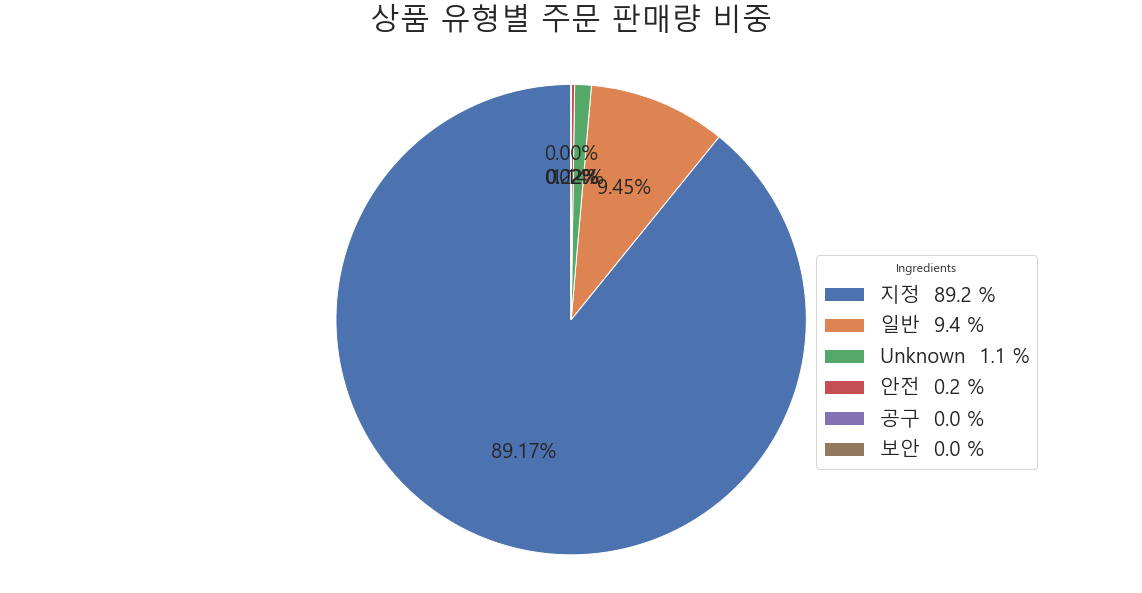 상품 유형별 주문 판매량 비중
0.00%
9.45%
89.17%
Ingredients
지정 89.2 %
일반 9.4 %
Unknown 1.1 %
안전 0.2 %
공구 0.0 %
보안 0.0 %